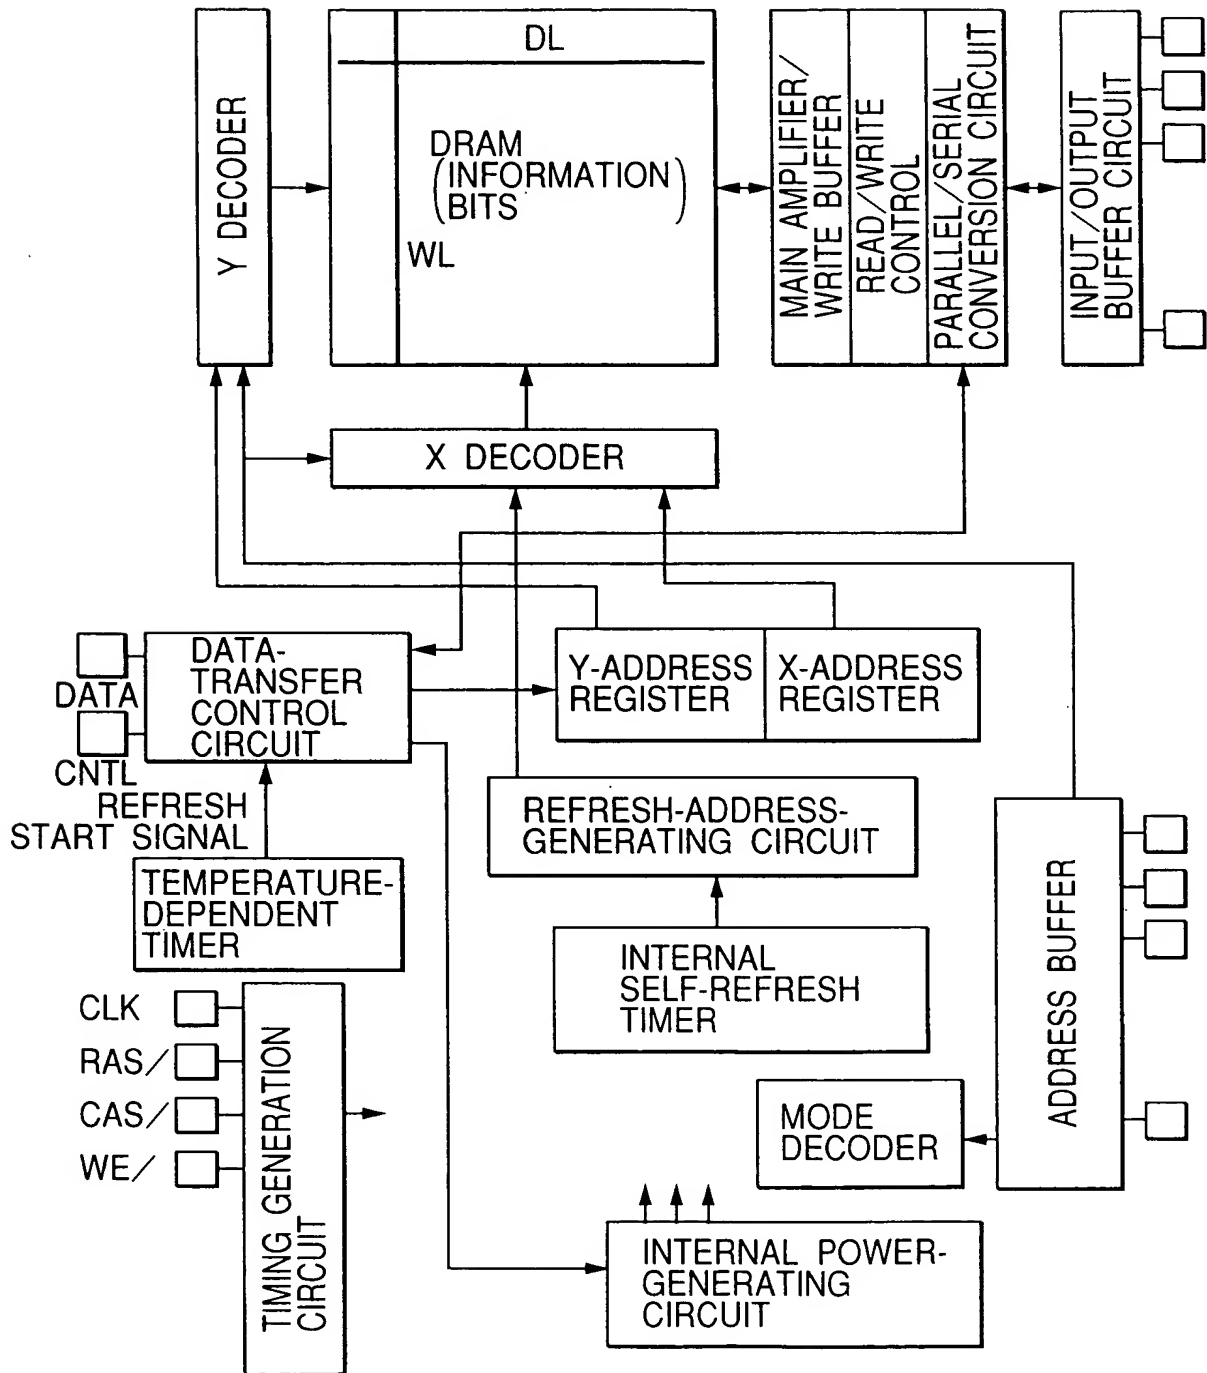 DL
Y DECODER
DRAM
(INFORMATION
BITS)
WL
MAIN AMPLIFIER/
WRITE BUFFER
READ/WRITE
CONTROL
PARALLEL/SERIAL
CONVERSION CIRCUIT
INPUT/OUTPUT
BUFFER CIRCUIT
X DECODER
DATA
CNTL
DATA-
TRANSFER
CONTROL
CIRCUIT
Y-ADDRESS
REGISTER
X-ADDRESS
REGISTER
REFRESH
START SIGNAL
REFRESH-ADDRESS-
GENERATING CIRCUIT
TEMPERATURE-
DEPENDENT
TIMER
INTERNAL
SELF-REFRESH
TIMER
ADDRESS BUFFER
CLK
RAS/
CAS/
WE/
TIMING GENERATION
CIRCUIT
MODE
DECODER
INTERNAL POWER-
GENERATING
CIRCUIT